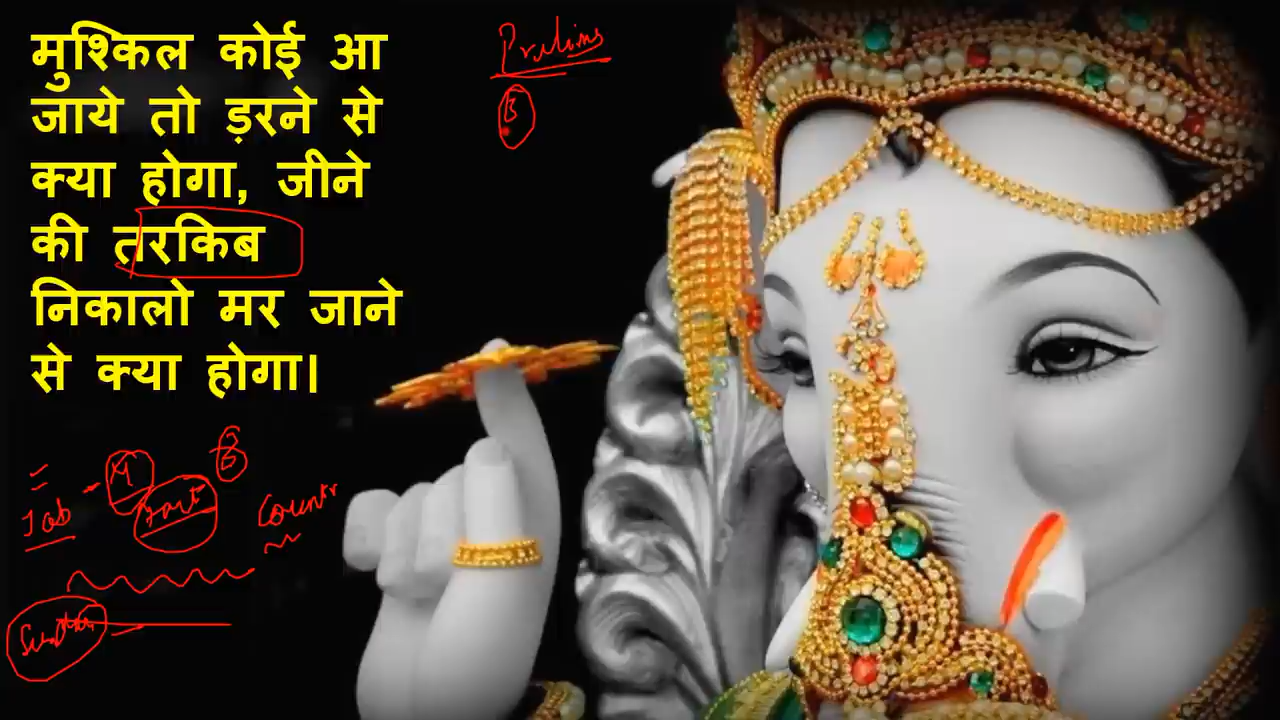 मुश्किल कोई आ
जाये तो ड़रने से
क्या होगा, जीने
की तरकिब
निकालो मर जाने
से क्या होगा।
Prelims
B
Job